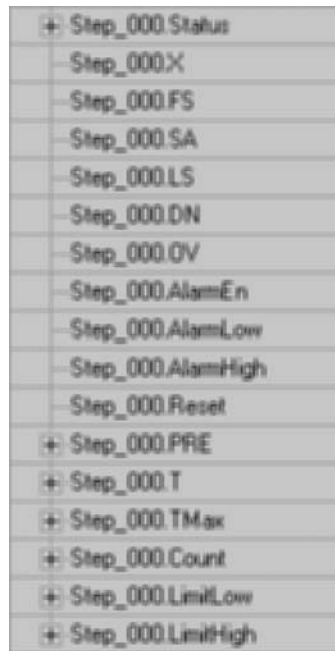 Step_000.Status
Step_000.X
Step_000.FS
Step_000.SA
Step_000.LS
Step_000.DN
Step_000.OV
Step_000.AlarmEn
Step_000.AlarmLow
Step_000.AlarmHigh
Step_000.Reset
Step_000.PRE
Step_000.T
Step_000.TMax
Step_000.Count
Step_000.LimitLow
Step_000.LimitHigh